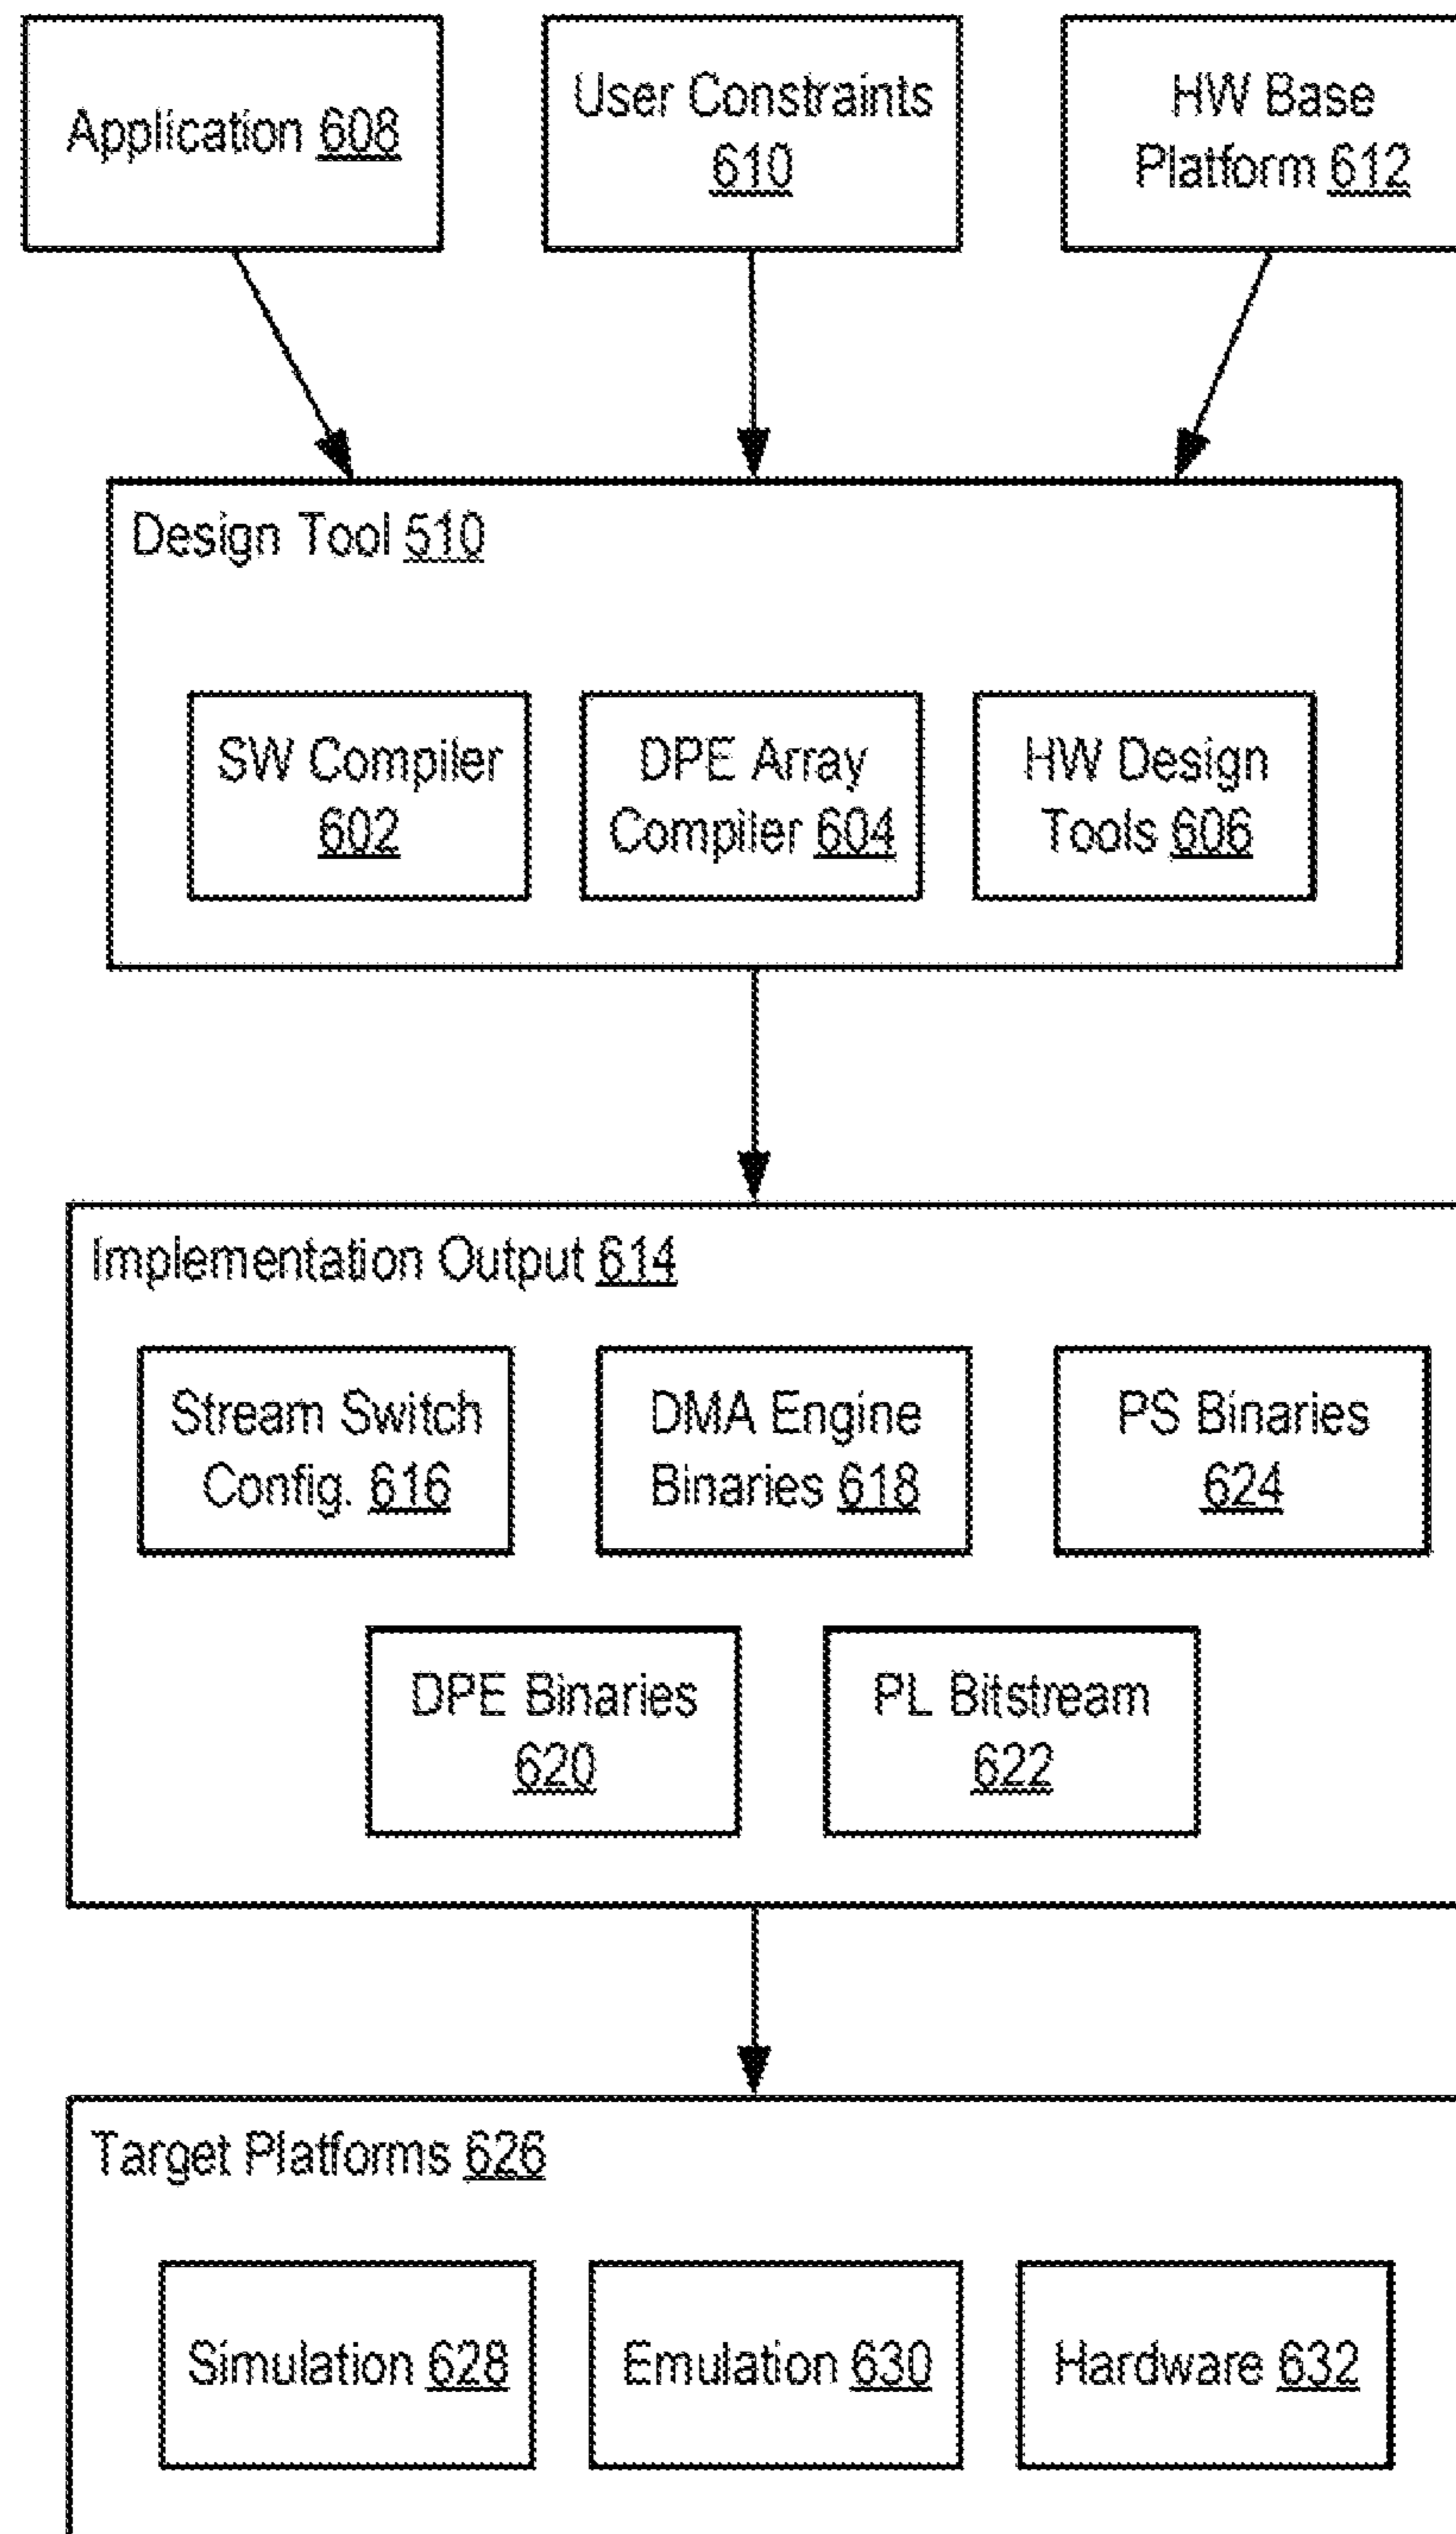 Application 608
User Constraints
610
HW Base
Platform 612
Design Tool 510
SW Compiler
602
DPE Array
Compiler 604
HW Design
Tools 606
Implementation Output 614
Stream Switch
Config. 616
DMA Engine
Binaries 618
PS Binaries
624
DPE Binaries
620
PL Bitstream
622
Target Platforms 626
Simulation 628
Emulation 630
Hardware 632